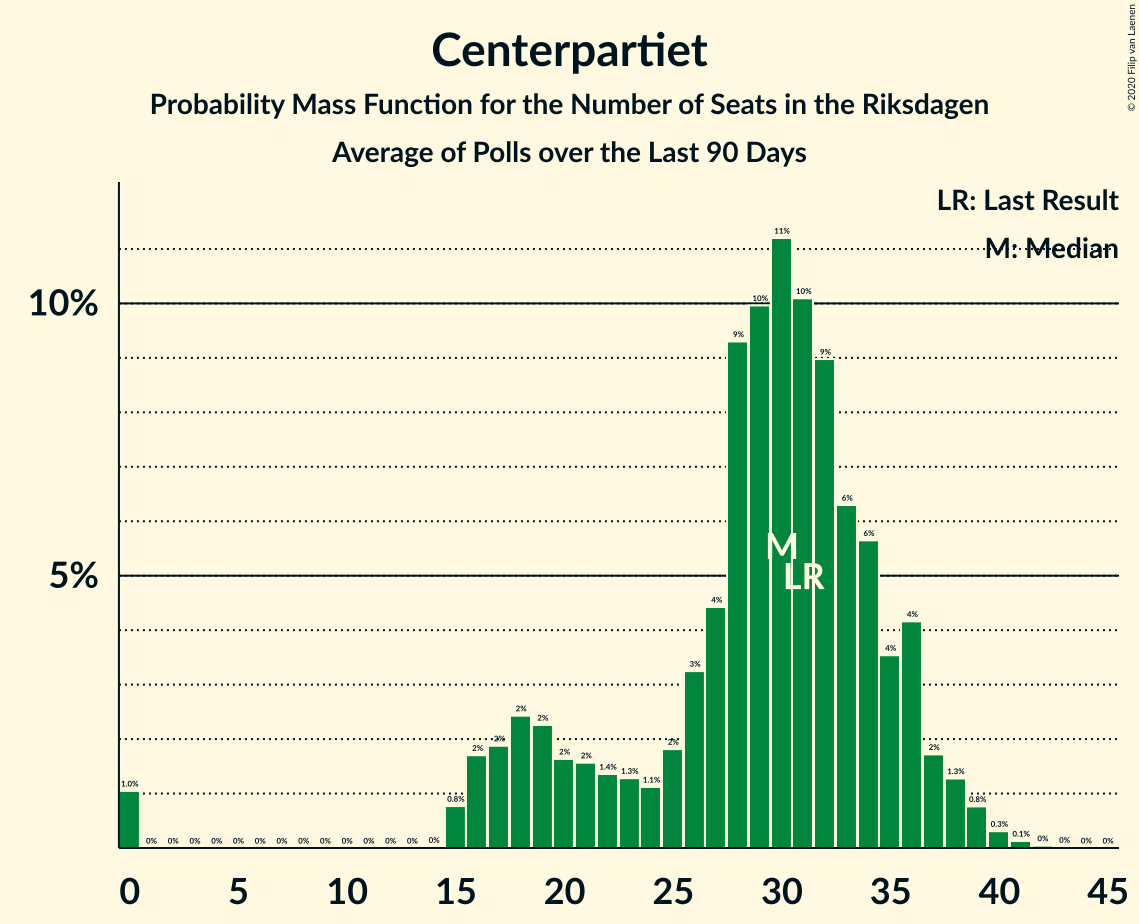 Centerpartiet
Probability Mass Function for the Number of Seats in the Riksdagen
Average of Polls over the Last 90 Days
© 2020 Filip van Laenen
LR: Last Result
M: Median
10%
5%
1.0% 0% 0% 0% 0% 0% 0% 0% 0% 0% 0% 0% 0% 0% 0% 0.8% 2% 2% 2% 2% 2% 2% 1.4% 1.3% 1.1% 2% 3% 4% 9% 10% 11% 10% 9% 6% 6% 4% 4% 2% 1.3% 0.8% 0.3% 0.1% 0% 0% 0% 0%
M
LR
0 5 10 15 20 25 30 35 40 45